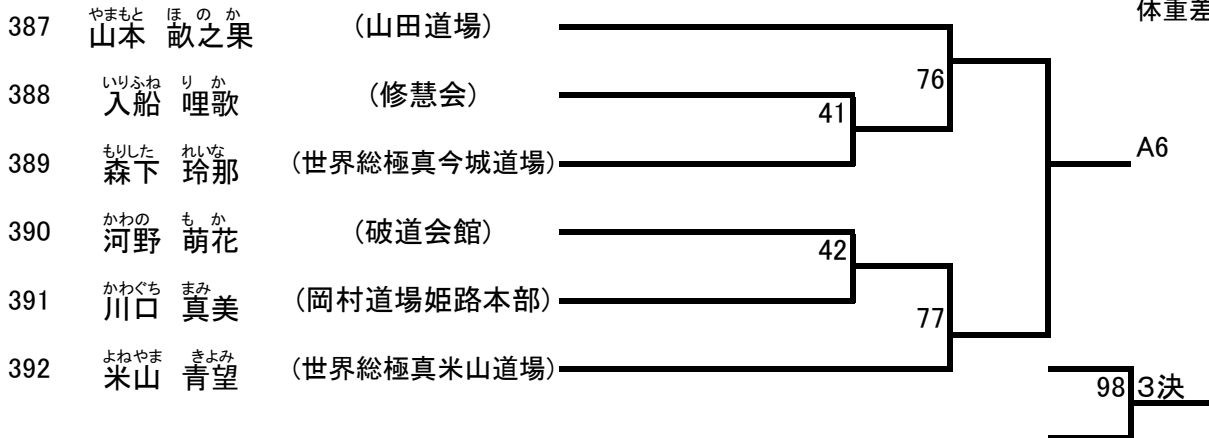 体重差
やまもと ほのか
387 山本 畝之果 (山田道場)
76
いりふね りか
388 入船 哩歌 (修慧会)
41
もりした れいな
389 森下 玲那 (世界総極真今城道場)
A6
かわの もか
390 河野 萌花 (破道会館)
42
かわぐち まみ
391 川口 真美 (岡村道場姫路本部)
77
よねやま きよみ
392 米山 青望 (世界総極真米山道場)
98 3決